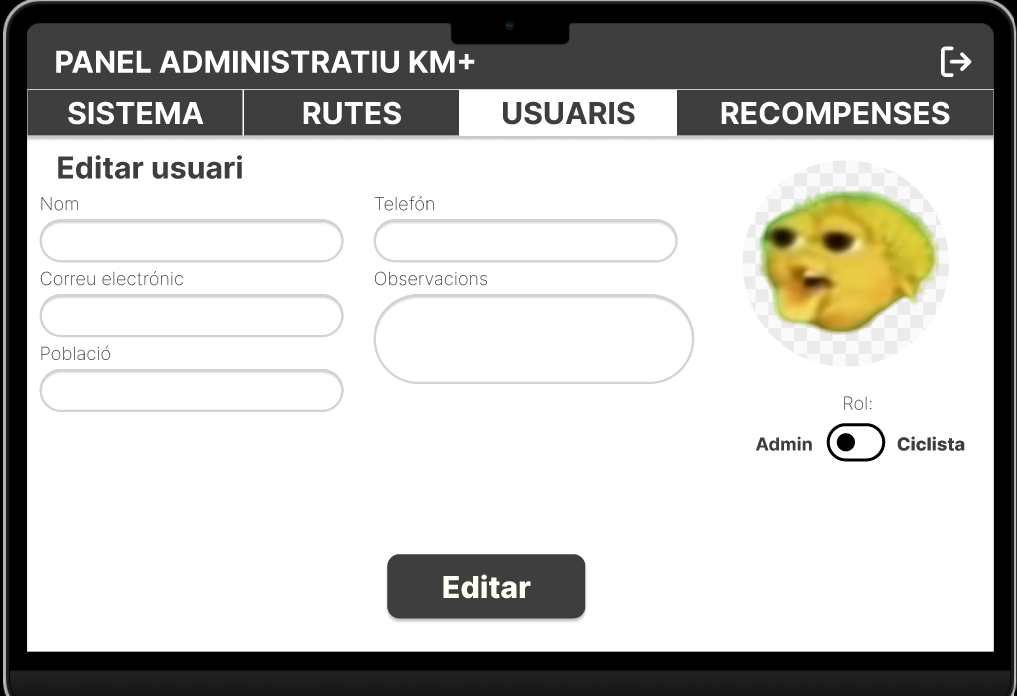 PANEL ADMINISTRATIU KM+
SISTEMA RUTES USUARIS RECOMPENSES
Editar usuari
Nom Telefón
Correu electrónic Observacions
Població
Rol:
Admin Ciclista
Editar